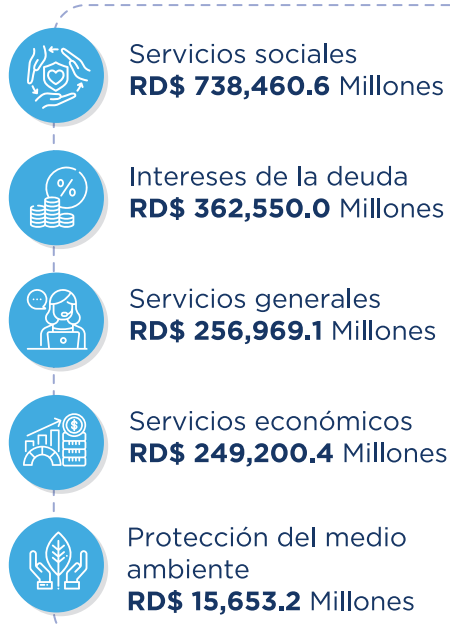 Servicios sociales
RD$ 738,460.6 Millones
%
Intereses de la deuda
RD$ 362,550.0 Millones
Servicios generales
RD$ 256,969.1 Millones
$
Servicios económicos
RD$ 249,200.4 Millones
Protección del medio
ambiente
RD$ 15,653.2 Millones